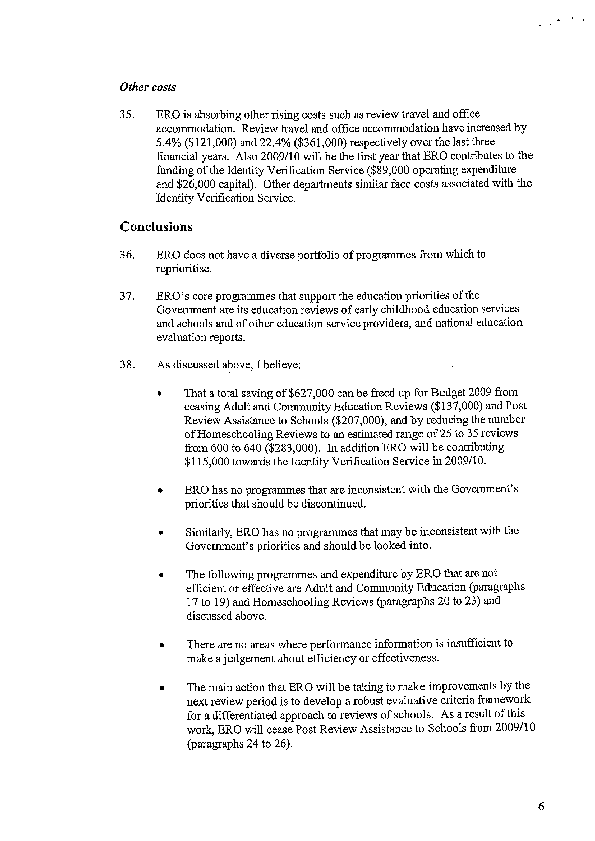 Other costs
35. ERO is absorbing other rising costs such as review travel and office
accommodation. Review travel and office accommodation have increased by
5.4% ($121,000) and 22.4% ($361,000) respectively over the last three
financial years. Also 2009/10 will be the first year that ERO contributes to the
funding of the Identity Verification Service ($89,000 operating expenditure
and $26,000 capital). Other departments similar face costs associated with the
Identity Verification Service.
Conclusions
36. ERO does not have a diverse portfolio of programmes from which to
reprioritise.
37. ERO's core programmes that support the education priorities of the
Government are its education reviews of early childhood education services
and schools and of other education service providers, and national education
evaluation reports.
38. As discussed above, I believe:
• That a total saving of $627,000 can be freed up for Budget 2009 from
ceasing Adult and Community Education Reviews ($137,000) and Post
Review Assistance to Schools ($207,000), and by reducing the number
of Homeschooling Reviews to an estimated range of 25 to 35 reviews
from 600 to 640 ($283,000). In addition ERO will be contributing
$115,000 towards the Identity Verification Service in 2009/10.
• ERO has no programmes that are inconsistent with the Government's
priorities that should be discontinued.
• Similarly, ERO has no programmes that may be inconsistent with the
Government's priorities and should be looked into.
• The following programmes and expenditure by ERO that are not
efficient or effective are Adult and Community Education (paragraphs
17 to 19) and Homeschooling Reviews (paragraphs 20 to 23) and
discussed above.
• There are no areas where performance information is insufficient to
make a judgement about efficiency or effectiveness.
• The main action that ERO will be taking to make improvements by the
next review period is to develop a robust evaluative criteria framework
for a differentiated approach to reviews of schools. As a result of this
work, ERO will cease Post Review Assistance to Schools from 2009/10
(paragraphs 24 to 26).
6